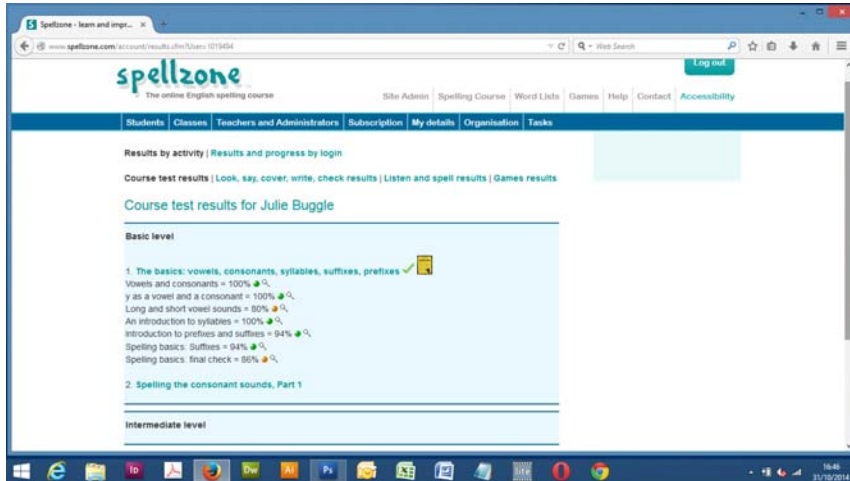 Spellzone - learn and impr...
www.spellzone.com/account/results.cfm?User=1019494
Web Search
Log out
spellzone
The online English spelling course
Site Admin Spelling Course Word Lists Games Help Contact Accessibility
Students Classes Teachers and Administrators Subscription My details Organisation Tasks
Results by activity | Results and progress by login
Course test results | Look, say, cover, write, check results | Listen and spell results | Games results
Course test results for Julie Buggle
Basic level
1. The basics: vowels, consonants, syllables, suffixes, prefixes
Vowels and consonants = 100%
y as a vowel and a consonant = 100%
Long and short vowel sounds = 80%
An introduction to syllables = 100%
Introduction to prefixes and suffixes = 94%
Spelling basics: Suffixes = 94%
Spelling basics: final check = 86%
2. Spelling the consonant sounds, Part 1
Intermediate level
Id Dw Ai Ps lite
16:46
31/10/2014